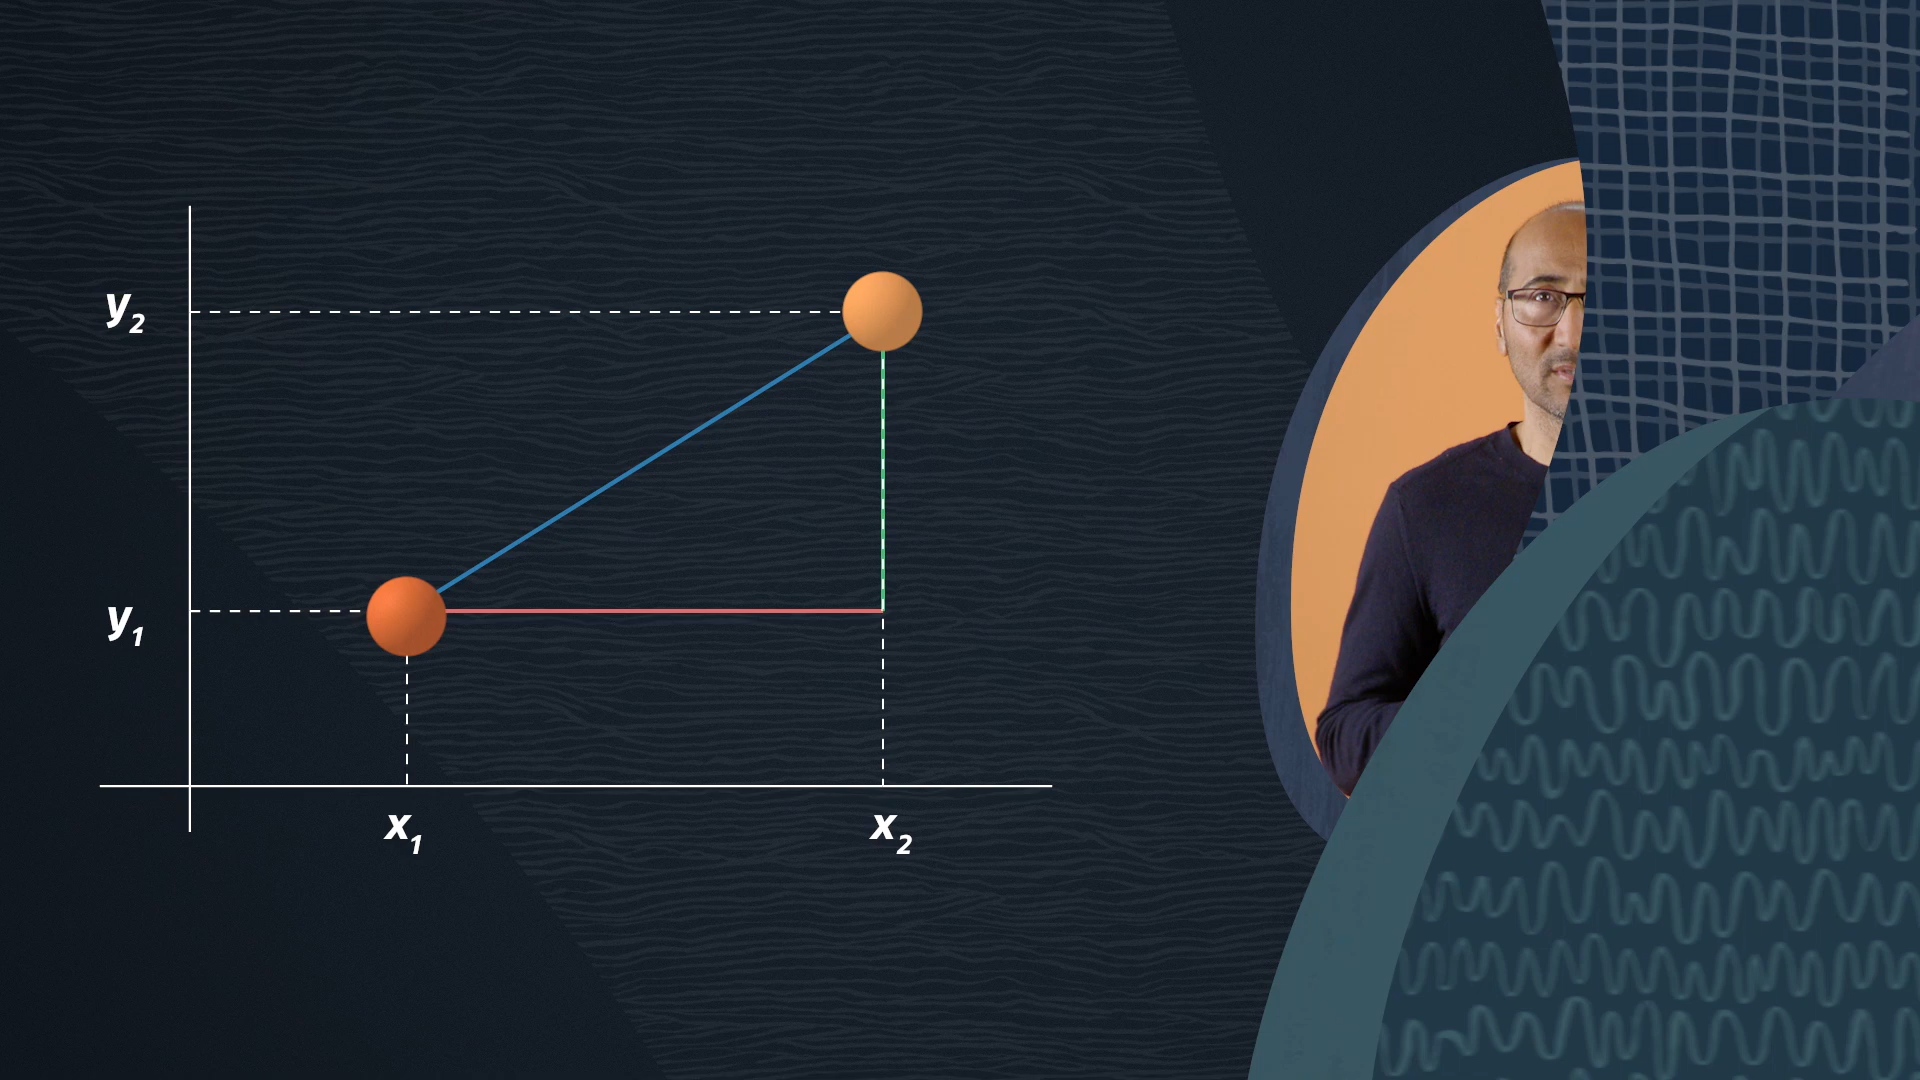 y₂
y₁
x₁ x₂